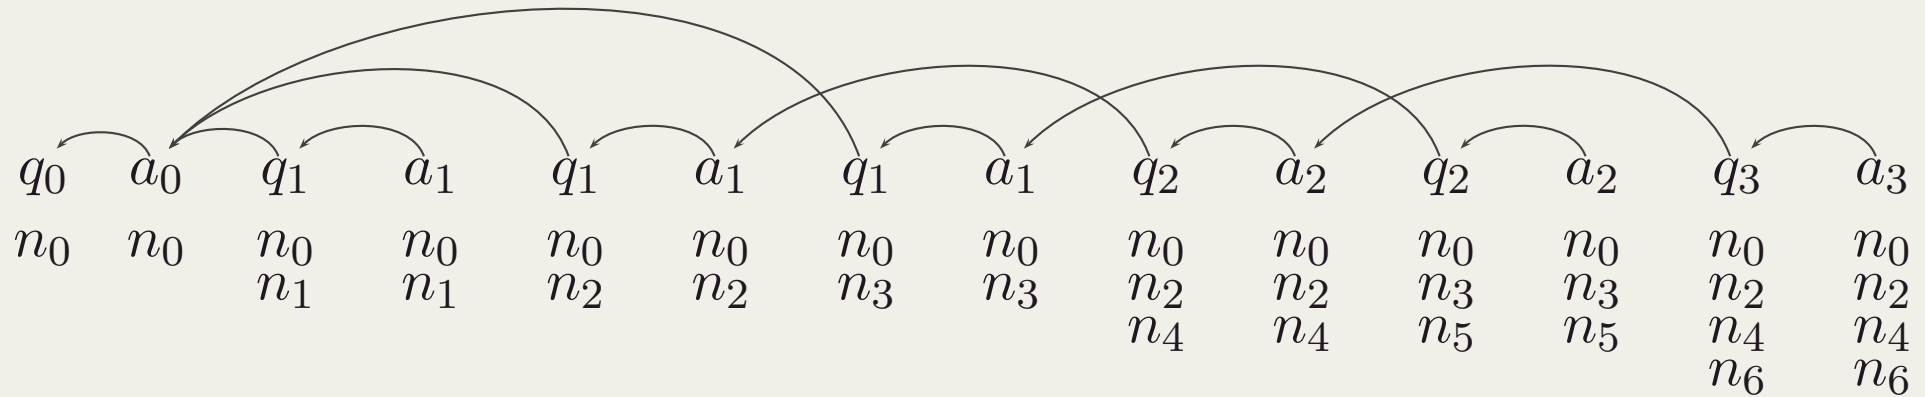 q₀ a₀ q₁ a₁ q₁ a₁ q₁ a₁ q₂ a₂ q₂ a₂ q₃ a₃
n₀ n₀ n₀ n₀ n₀ n₀ n₀ n₀ n₀ n₀ n₀ n₀ n₀ n₀
n₁ n₁ n₂ n₂ n₃ n₃ n₂ n₂ n₃ n₃ n₂ n₂
n₄ n₄ n₅ n₅ n₄ n₄
n₆ n₆